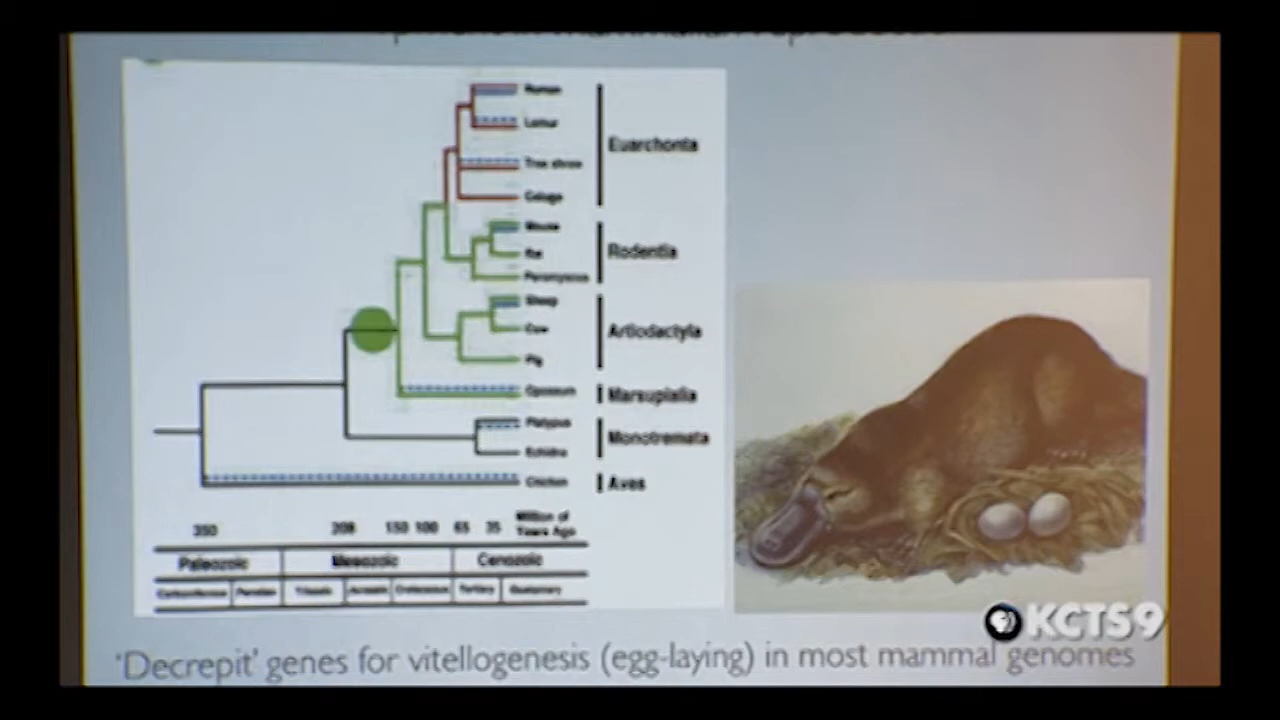 Human
Lemur
Tree shrew
Colugo
Euarchonta
Mouse
Rat
Peromyscus
Rodentia
Sheep
Cow
Pig
Artiodactyla
Opossum
Marsupialia
Platypus
Echidna
Monotremata
Chicken
Aves
350 208 150 100 65 35 Million of
Years Ago
Paleozoic Mesozoic Cenozoic
Carboniferous Permian Triassic Jurassic Cretaceous Tertiary Quaternary
KCTS9
'Decrepit' genes for vitellogenesis (egg-laying) in most mammal genomes